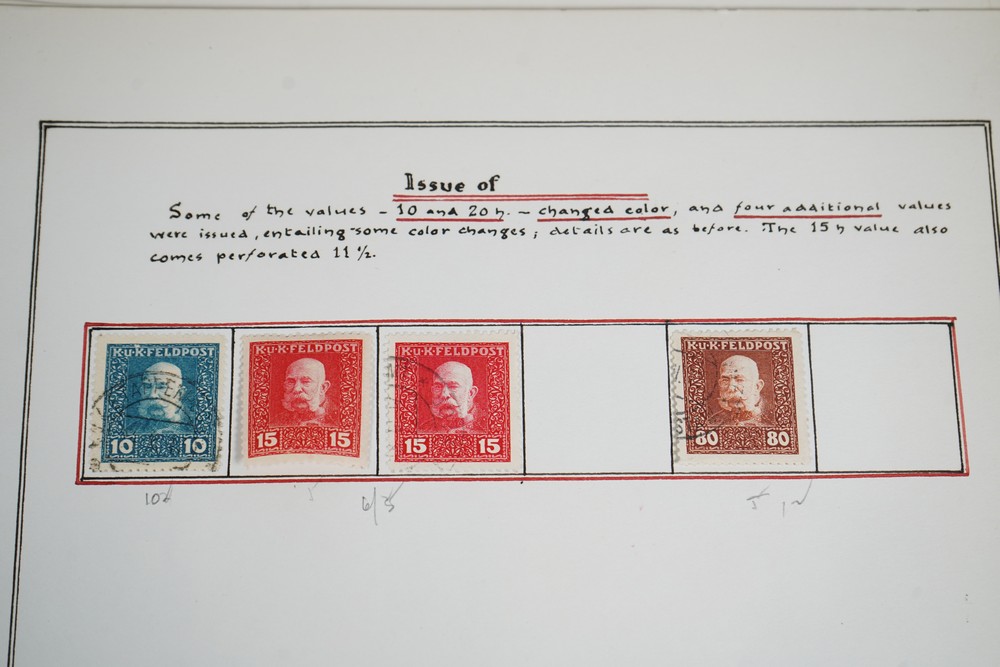 Issue of
Some of the values - 10 and 20 h. - changed color, and four additional values
were issued, entailing some color changes; details are as before. The 15 h value also
comes perforated 11 ½.
K·u·K·FELDPOST
10 10
K·u·K·FELDPOST
15 15
K·u·K·FELDPOST
15 15
K·u·K·FELDPOST
80 80